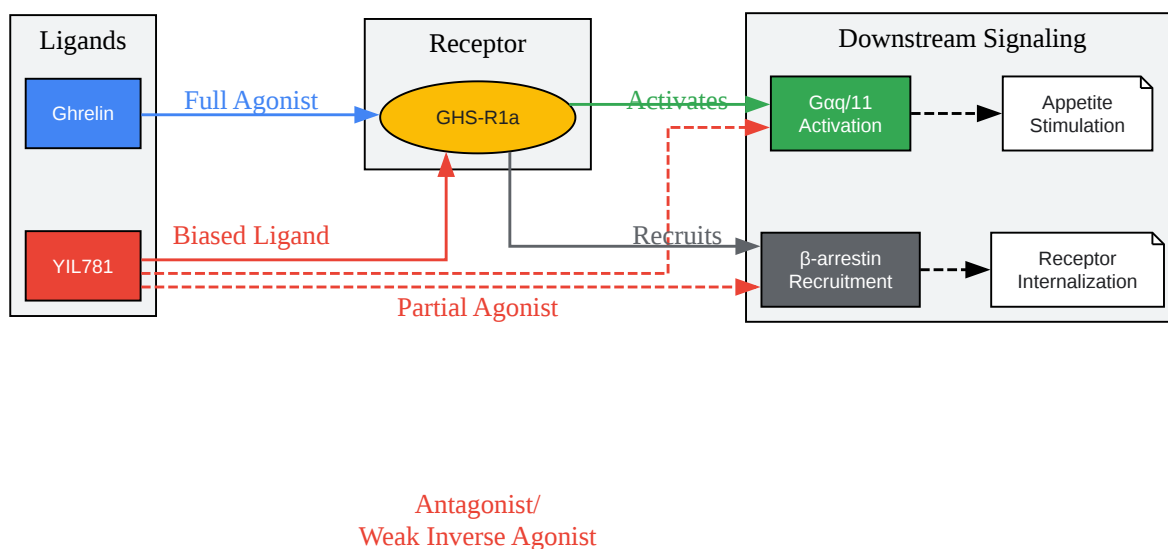 Ligands
Receptor
Downstream Signaling
Ghrelin
Full Agonist
GHS-R1a
Activates
Gαq/11
Activation
Appetite
Stimulation
YIL781
Biased Ligand
Recruits
β-arrestin
Recruitment
Receptor
Internalization
Partial Agonist
Antagonist/
Weak Inverse Agonist